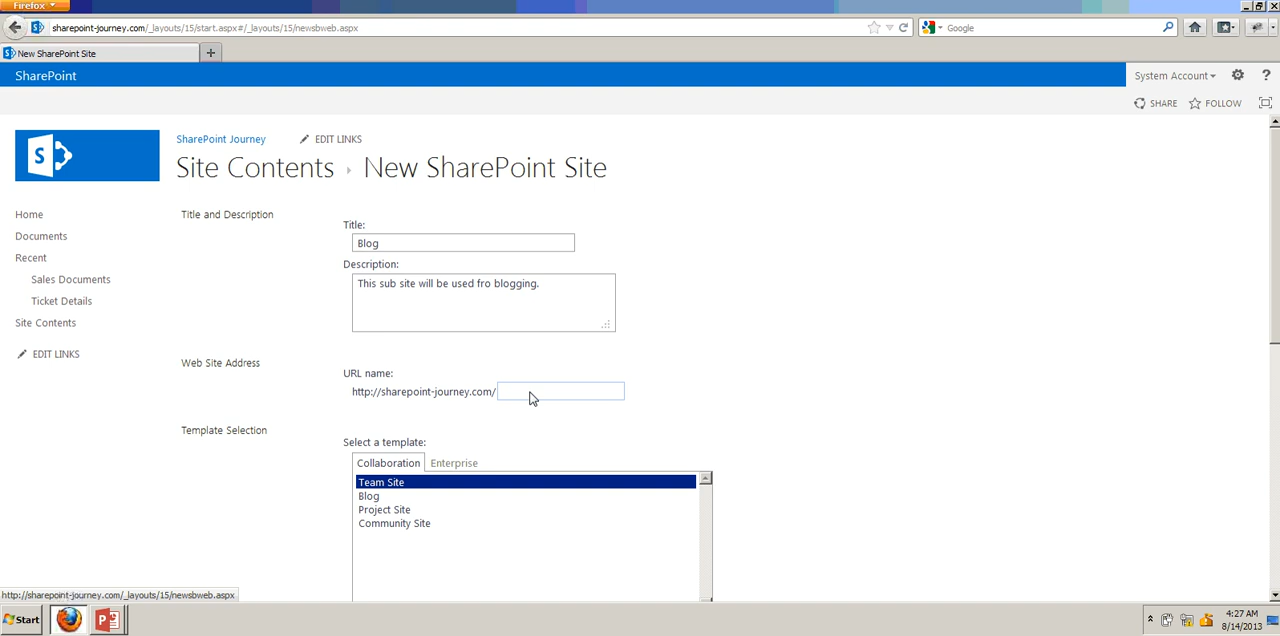 Firefox
sharepoint-journey.com/_layouts/15/start.aspx#/_layouts/15/newsbweb.aspx
Google
New SharePoint Site
SharePoint
System Account
?
SHARE
FOLLOW
S
SharePoint Journey
EDIT LINKS
Site Contents › New SharePoint Site
Home
Documents
Recent
Sales Documents
Ticket Details
Site Contents
EDIT LINKS
Title and Description
Title:
Blog
Description:
This sub site will be used fro blogging.
Web Site Address
URL name:
http://sharepoint-journey.com/
Template Selection
Select a template:
Collaboration
Enterprise
Team Site
Blog
Project Site
Community Site
http://sharepoint-journey.com/_layouts/15/newsbweb.aspx
Start
4:27 AM
8/14/2013